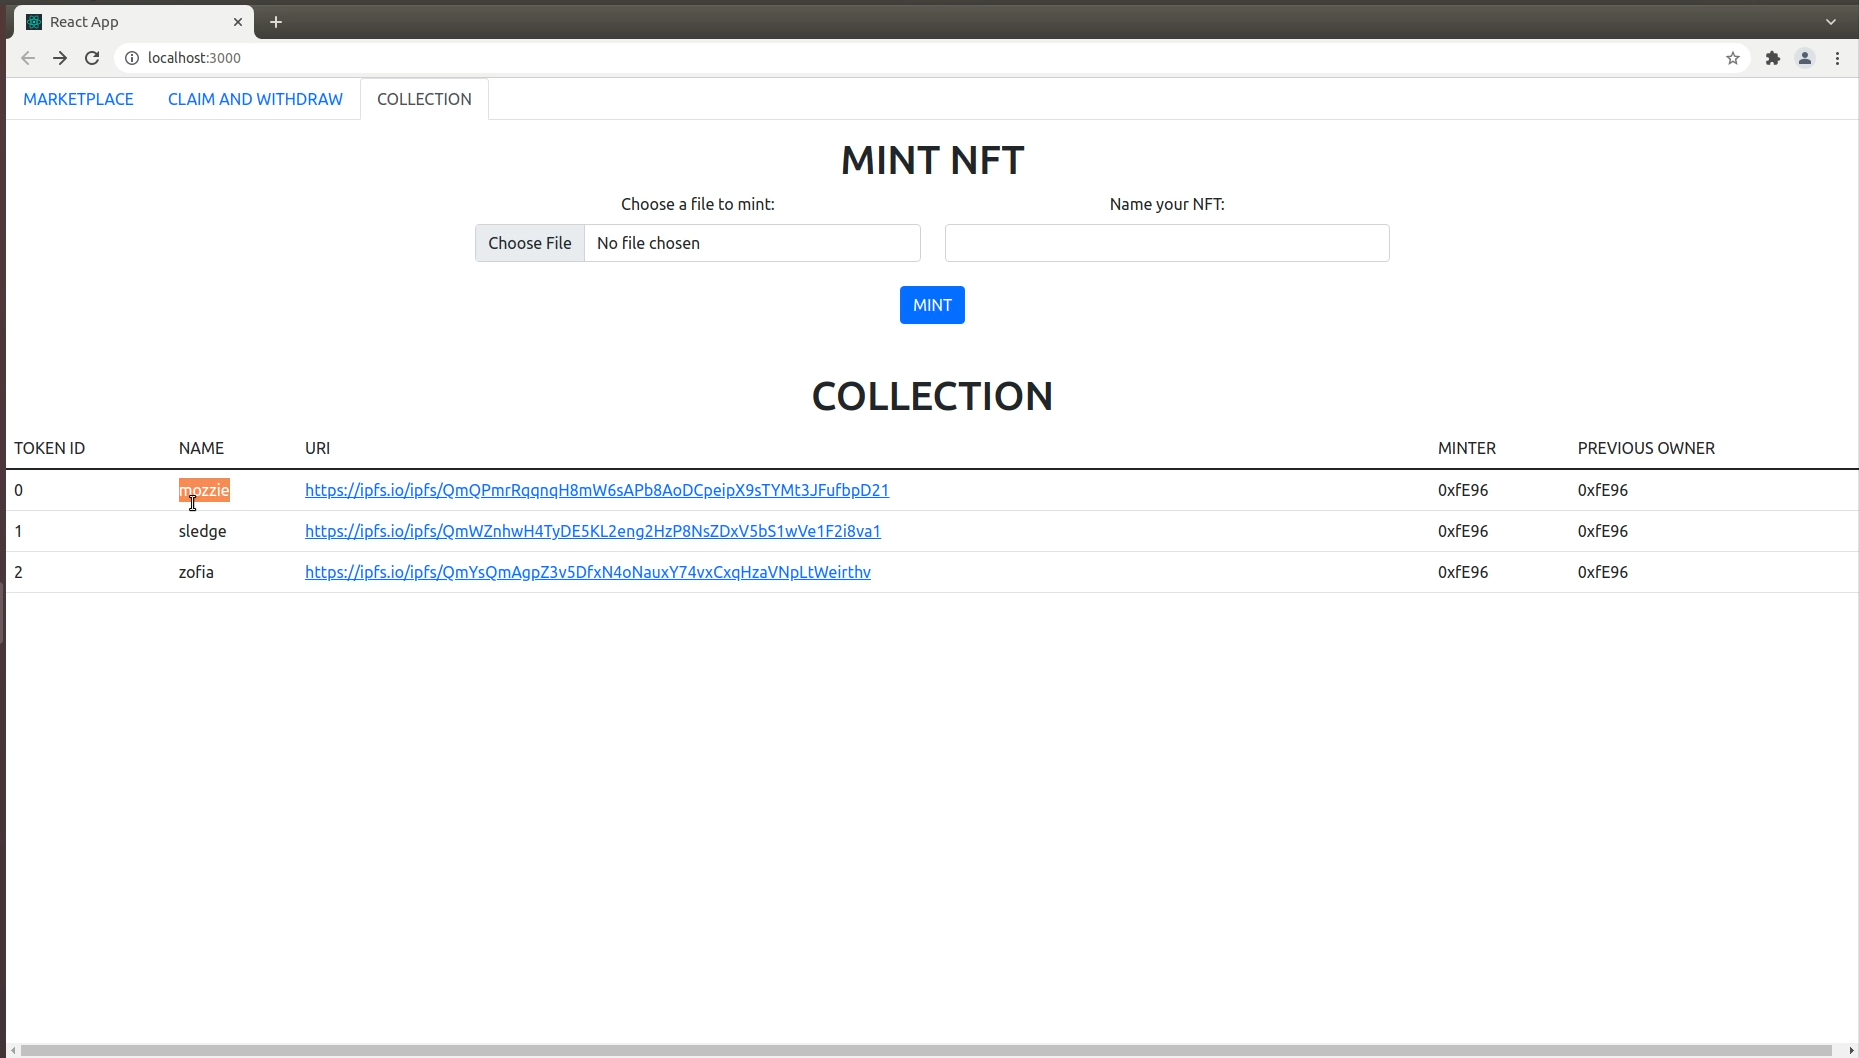 React App
localhost:3000
MARKETPLACE CLAIM AND WITHDRAW COLLECTION
MINT NFT
Choose a file to mint: Name your NFT:
Choose File No file chosen
MINT
COLLECTION
TOKEN ID NAME URI MINTER PREVIOUS OWNER
0 mozzie https://ipfs.io/ipfs/QmQPmrRqqnqH8mW6sAPb8AoDCpeipX9sTYMt3JFufbpD21 0xfE96 0xfE96
1 sledge https://ipfs.io/ipfs/QmWZnhwH4TyDE5KL2eng2HzP8NsZDxV5bS1wVe1F2i8va1 0xfE96 0xfE96
2 zofia https://ipfs.io/ipfs/QmYsQmAgpZ3v5DfxN4oNauxY74vxCxqHzaVNpLtWeirthv 0xfE96 0xfE96